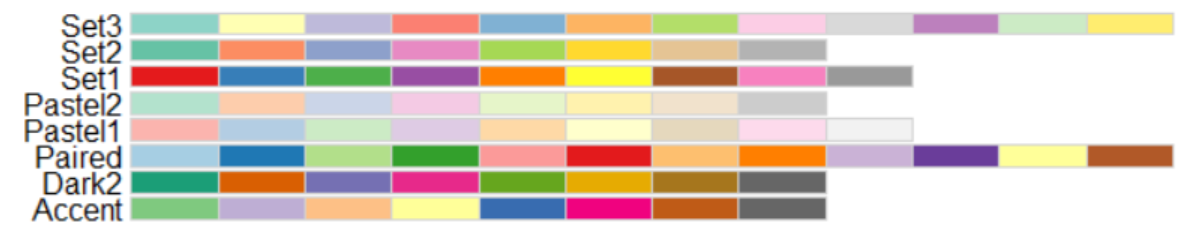 Set3
Set2
Set1
Pastel2
Pastel1
Paired
Dark2
Accent